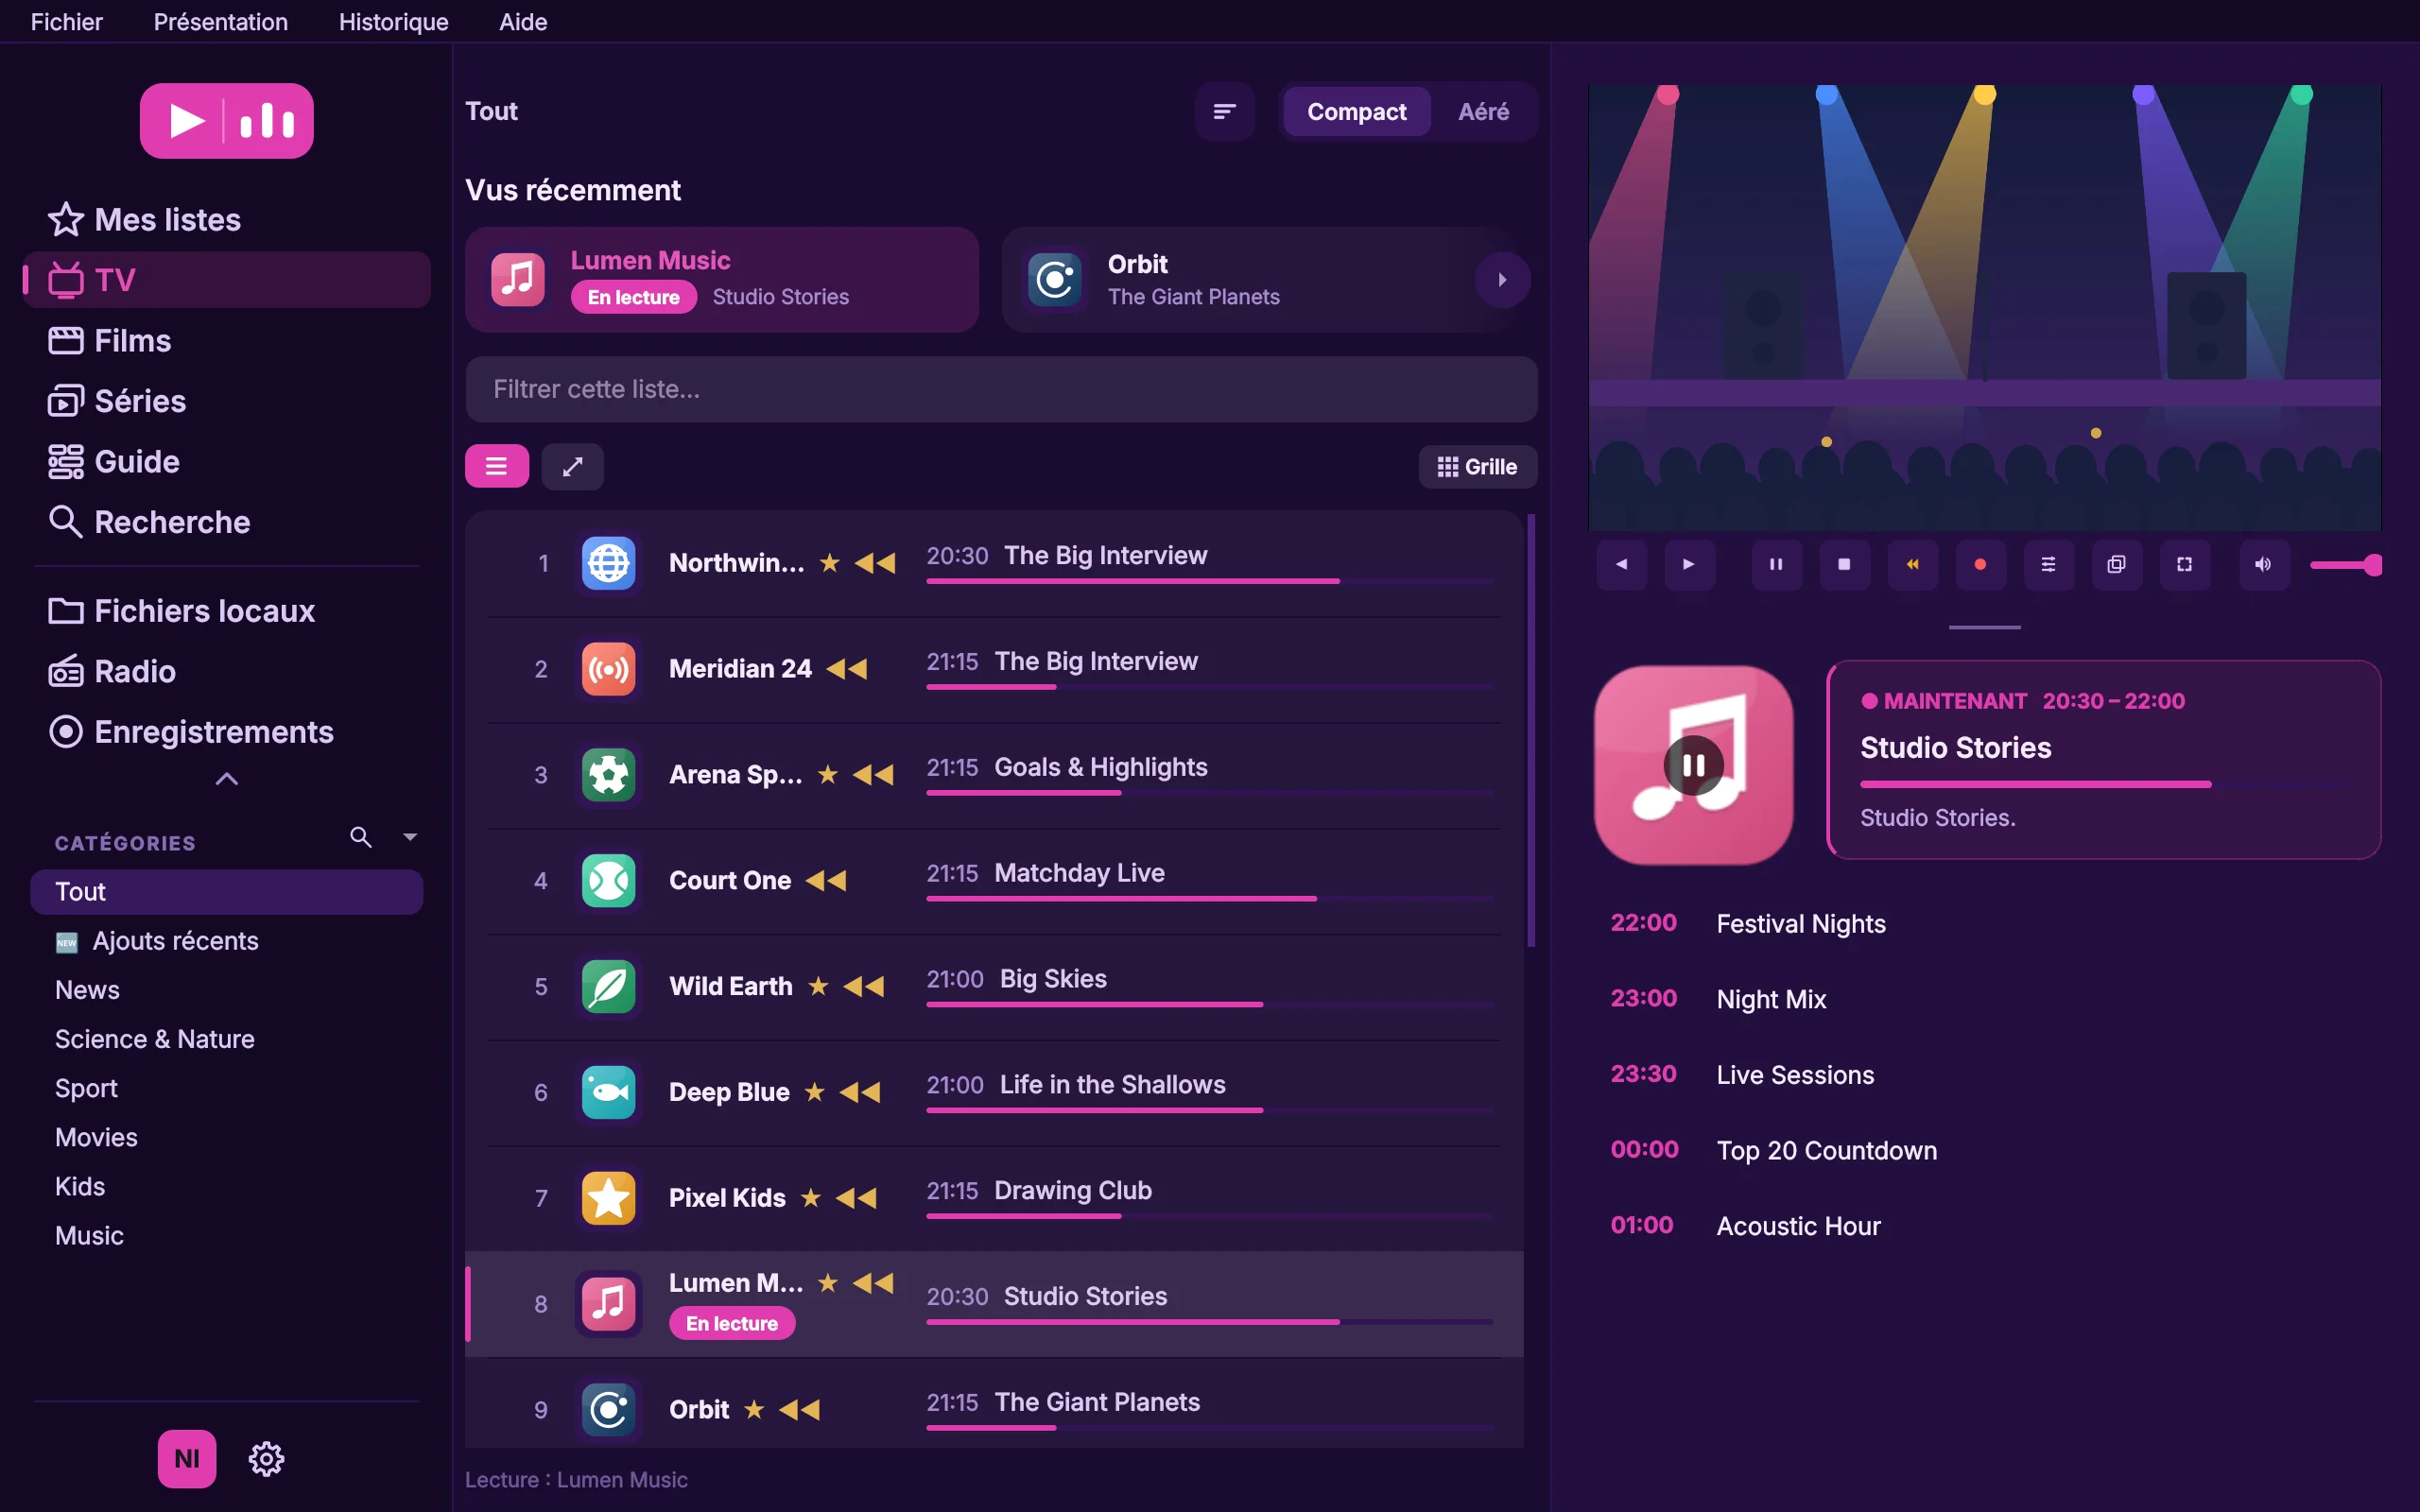 Fichier Présentation Historique Aide
Mes listes
TV
Films
Séries
Guide
Recherche
Fichiers locaux
Radio
Enregistrements
CATÉGORIES
Tout
NEW Ajouts récents
News
Science & Nature
Sport
Movies
Kids
Music
NI
Tout
Compact Aéré
Vus récemment
Lumen Music
En lecture Studio Stories
Orbit
The Giant Planets
Filtrer cette liste...
Grille
1 Northwin... 20:30 The Big Interview
2 Meridian 24 21:15 The Big Interview
3 Arena Sp... 21:15 Goals & Highlights
4 Court One 21:15 Matchday Live
5 Wild Earth 21:00 Big Skies
6 Deep Blue 21:00 Life in the Shallows
7 Pixel Kids 21:15 Drawing Club
8 Lumen M... 20:30 Studio Stories
En lecture
9 Orbit 21:15 The Giant Planets
Lecture : Lumen Music
MAINTENANT 20:30 – 22:00
Studio Stories
Studio Stories.
22:00 Festival Nights
23:00 Night Mix
23:30 Live Sessions
00:00 Top 20 Countdown
01:00 Acoustic Hour